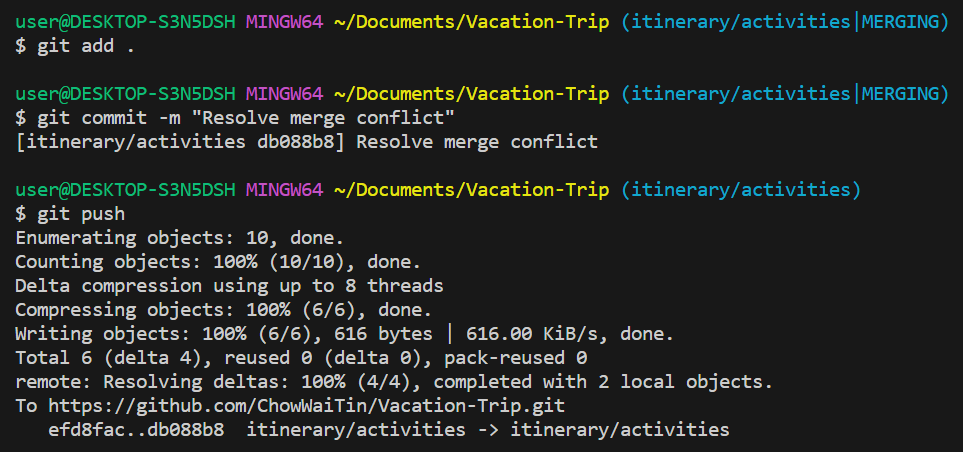 user@DESKTOP-S3N5DSH MINGW64 ~/Documents/Vacation-Trip (itinerary/activities|MERGING)
$ git add .
user@DESKTOP-S3N5DSH MINGW64 ~/Documents/Vacation-Trip (itinerary/activities|MERGING)
$ git commit -m "Resolve merge conflict"
[itinerary/activities db088b8] Resolve merge conflict
user@DESKTOP-S3N5DSH MINGW64 ~/Documents/Vacation-Trip (itinerary/activities)
$ git push
Enumerating objects: 10, done.
Counting objects: 100% (10/10), done.
Delta compression using up to 8 threads
Compressing objects: 100% (6/6), done.
Writing objects: 100% (6/6), 616 bytes | 616.00 KiB/s, done.
Total 6 (delta 4), reused 0 (delta 0), pack-reused 0
remote: Resolving deltas: 100% (4/4), completed with 2 local objects.
To https://github.com/ChowWaiTin/Vacation-Trip.git
   efd8fac..db088b8  itinerary/activities -> itinerary/activities